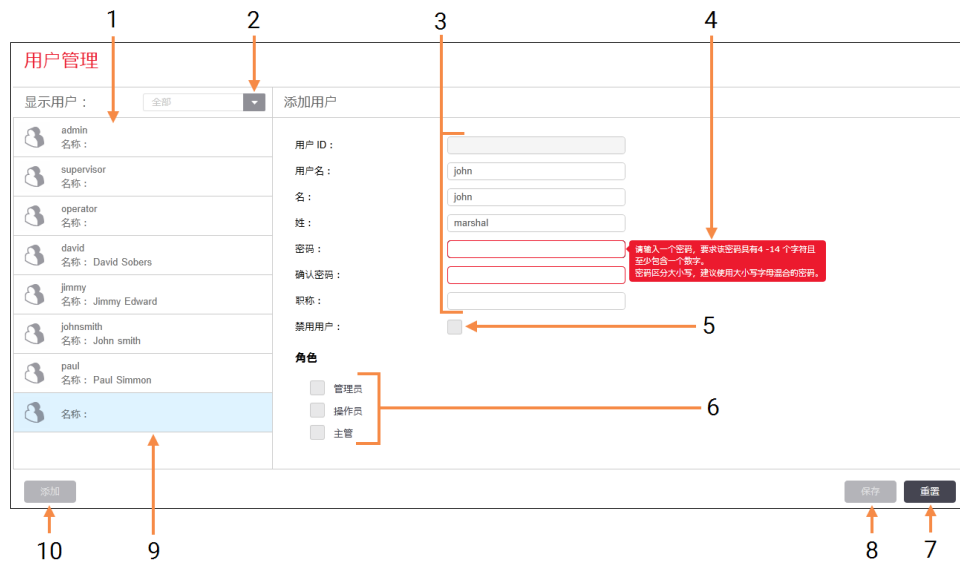 1
2
3
4
用户管理
显示用户：
全部
添加用户
admin
名称：
supervisor
名称：
operator
名称：
david
名称： David Sobers
jimmy
名称： Jimmy Edward
johnsmith
名称： John smith
paul
名称： Paul Simmon
名称：
用户 ID：
用户名： john
名： john
姓： marshal
密码：
请输入一个密码，要求该密码具有4 -14 个字符且
至少包含一个数字。
密码区分大小写，建议使用大小写字母混合的密码。
确认密码：
职称：
禁用用户：
5
角色
管理员
操作员
主管
6
添加
保存
重置
10
9
8
7